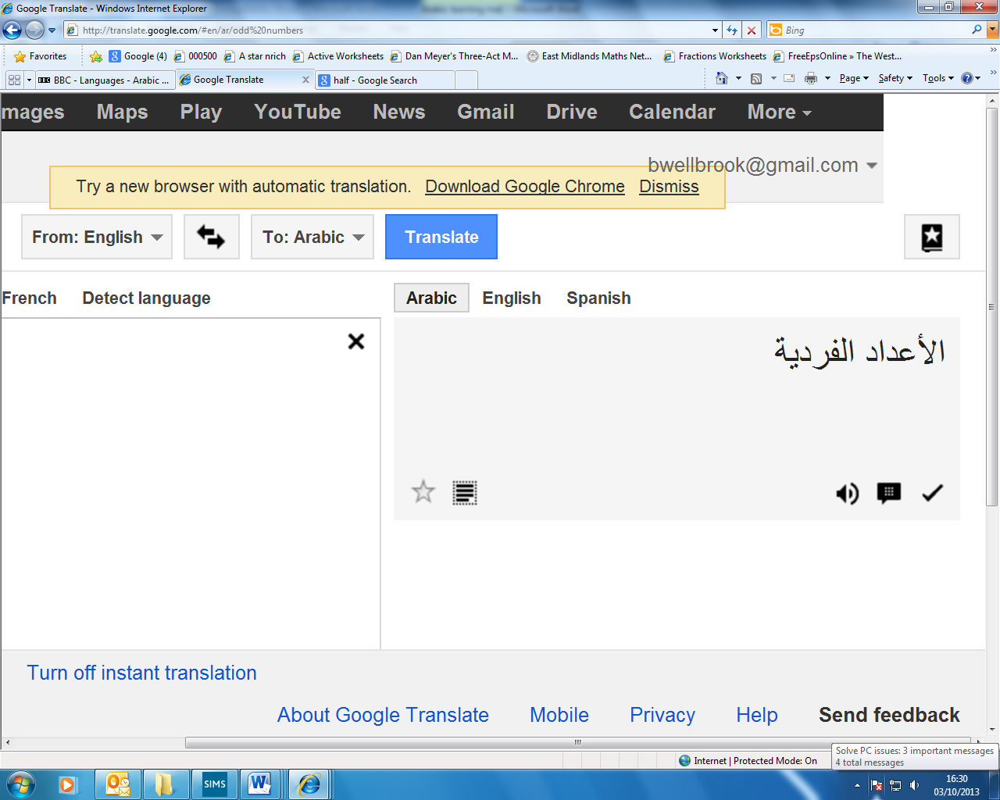 Google Translate - Windows Internet Explorer
http://translate.google.com/#en/ar/odd%20numbers
Bing
Favorites
Google (4)
000500
A star nrich
Active Worksheets
Dan Meyer's Three-Act M...
East Midlands Maths Net...
Fractions Worksheets
FreeEpsOnline » The West...
BBC - Languages - Arabic ...
Google Translate
half - Google Search
Page
Safety
Tools
mages Maps Play YouTube News Gmail Drive Calendar More
bwellbrook@gmail.com
Try a new browser with automatic translation. Download Google Chrome Dismiss
From: English
To: Arabic
Translate
French Detect language
Arabic English Spanish
الأعداد الفردية
Turn off instant translation
About Google Translate Mobile Privacy Help Send feedback
Internet | Protected Mode: On
Solve PC issues: 3 important messages
4 total messages
SIMS
16:30
03/10/2013